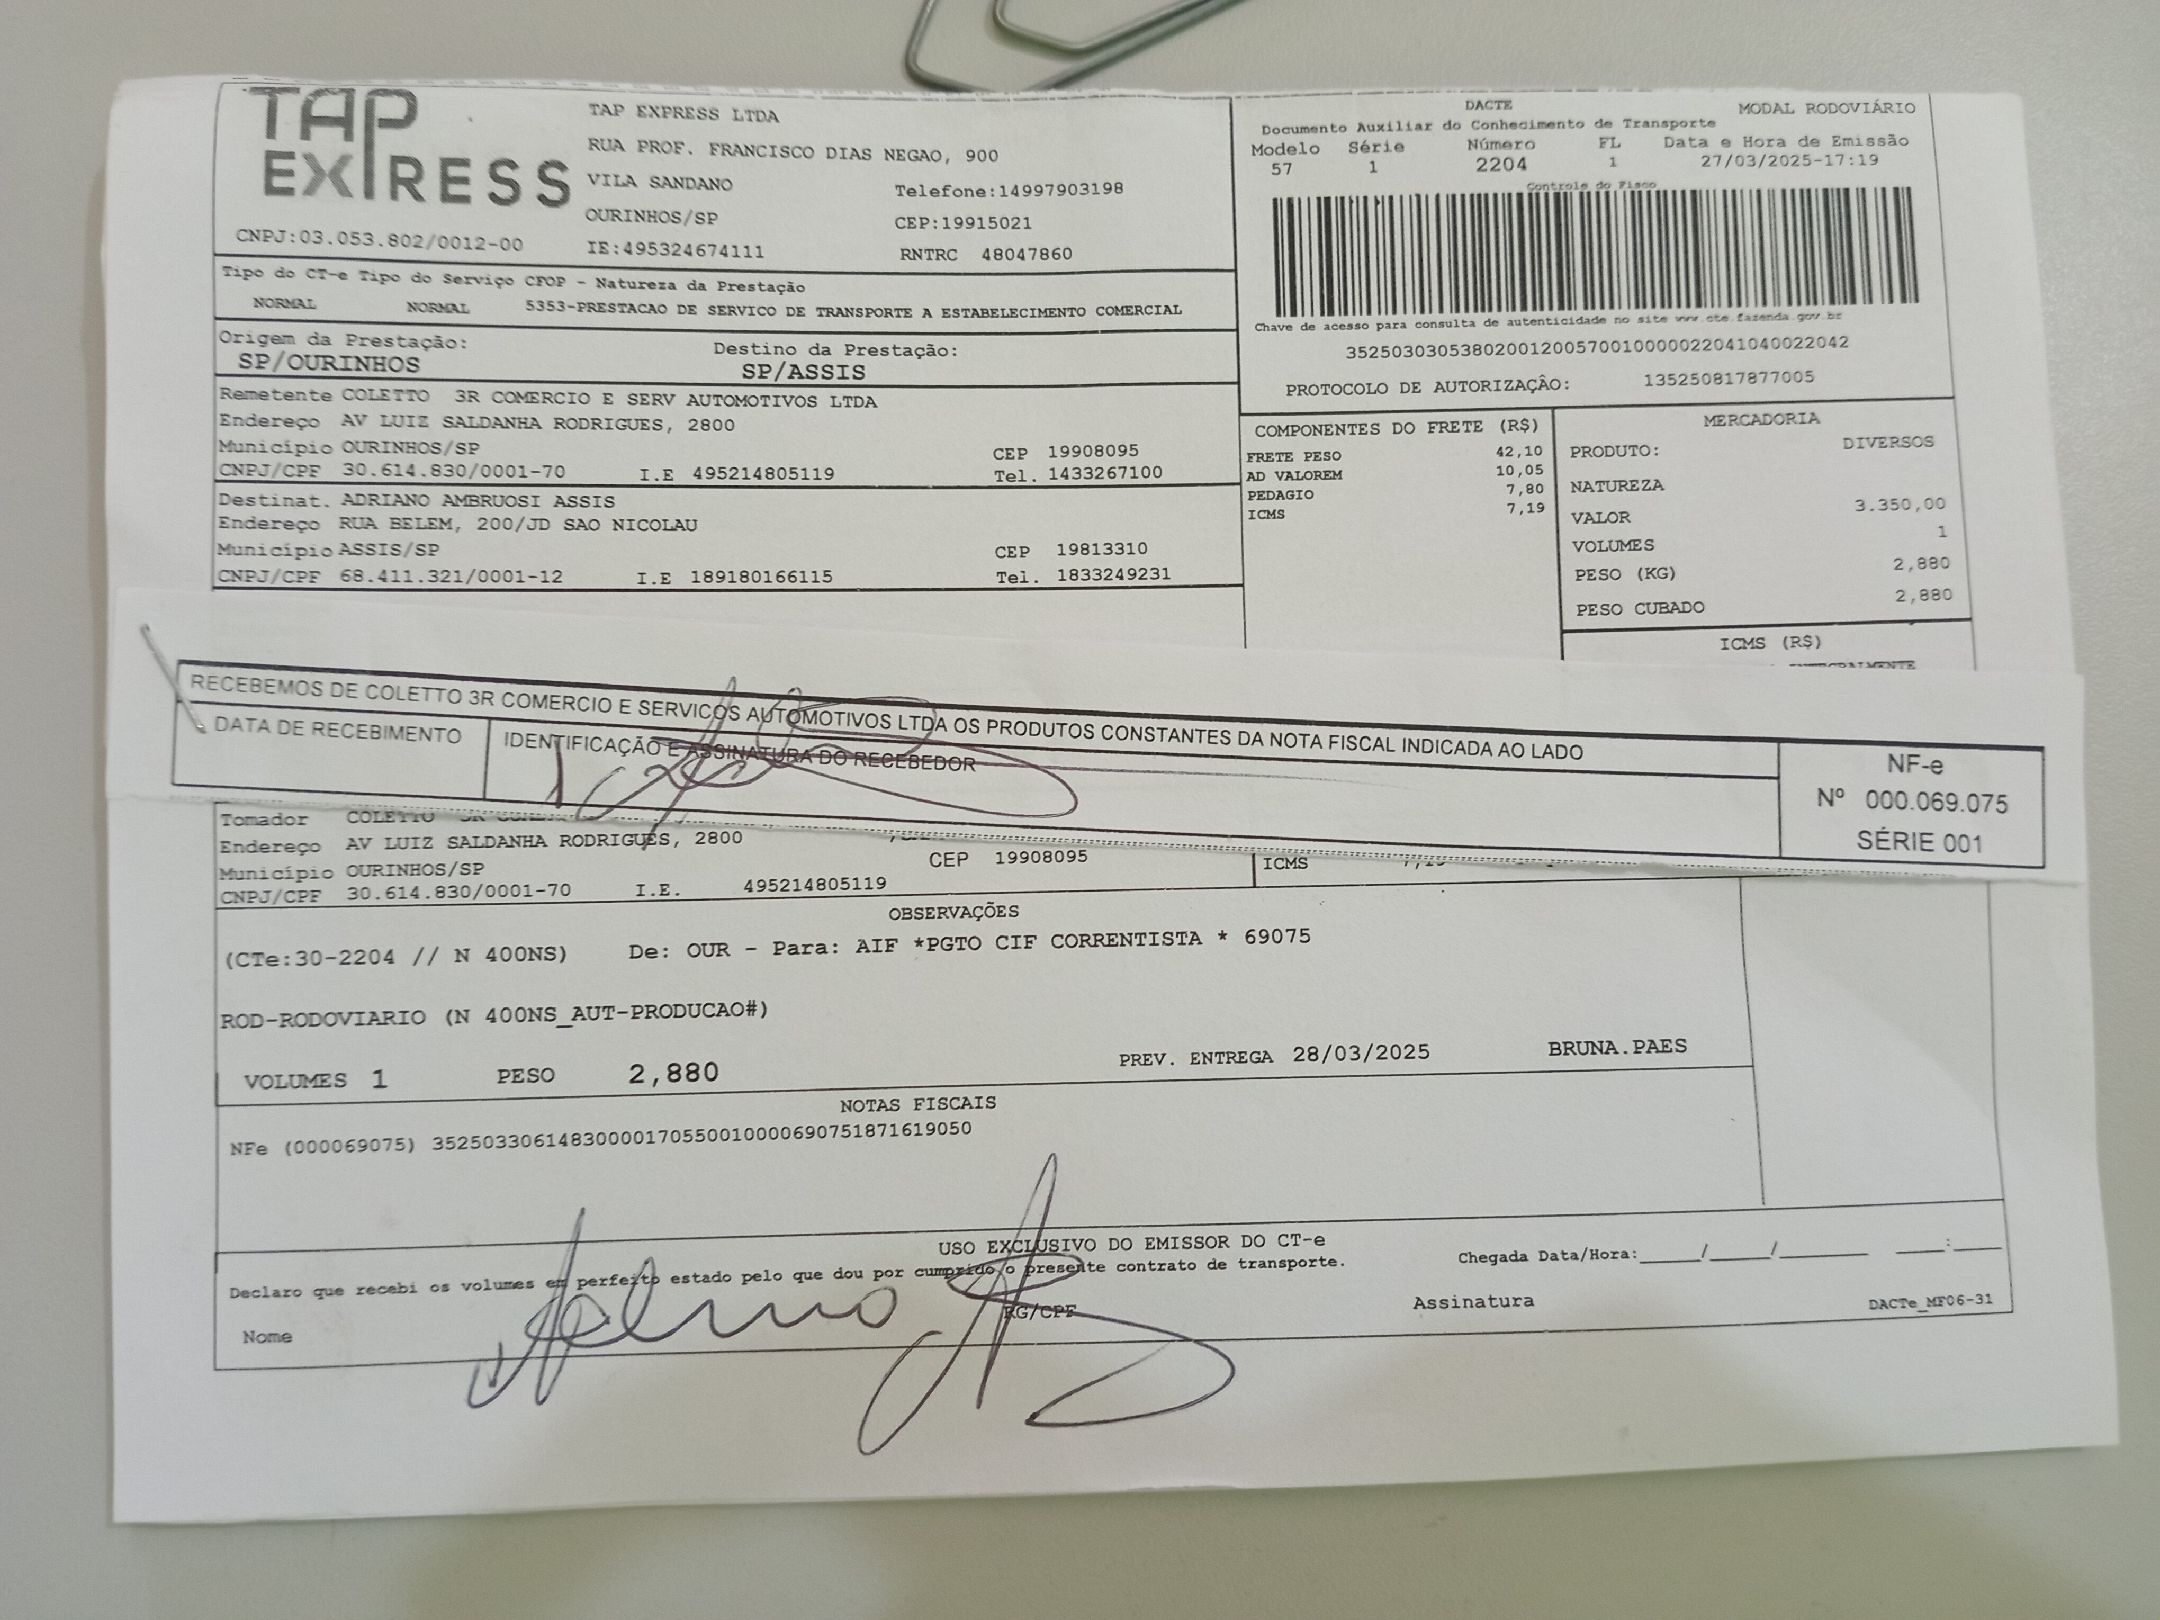 TAP EXPRESS
TAP EXPRESS LTDA
RUA PROF. FRANCISCO DIAS NEGAO, 900
VILA SANDANO
Telefone:14997903198
OURINHOS/SP
CEP:19915021
CNPJ:03.053.802/0012-00
IE:495324674111
RNTRC 48047860
DACTE
MODAL RODOVIÁRIO
Documento Auxiliar do Conhecimento de Transporte
Modelo Série Número FL Data e Hora de Emissão
57 1 2204 1 27/03/2025-17:19
Controle do Fisco
Chave de acesso para consulta de autenticidade no site www.cte.fazenda.gov.br
35250303053802001200570010000022041040022042
PROTOCOLO DE AUTORIZAÇÃO: 135250817877005
Tipo do CT-e Tipo do Serviço CFOP - Natureza da Prestação
NORMAL NORMAL 5353-PRESTACAO DE SERVICO DE TRANSPORTE A ESTABELECIMENTO COMERCIAL
Origem da Prestação: Destino da Prestação:
SP/OURINHOS SP/ASSIS
Remetente COLETTO 3R COMERCIO E SERV AUTOMOTIVOS LTDA
Endereço AV LUIZ SALDANHA RODRIGUES, 2800
Município OURINHOS/SP CEP 19908095
CNPJ/CPF 30.614.830/0001-70 I.E 495214805119 Tel. 1433267100
Destinat. ADRIANO AMBRUOSI ASSIS
Endereço RUA BELEM, 200/JD SAO NICOLAU
Município ASSIS/SP CEP 19813310
CNPJ/CPF 68.411.321/0001-12 I.E 189180166115 Tel. 1833249231
COMPONENTES DO FRETE (R$)
FRETE PESO 42,10
AD VALOREM 10,05
PEDAGIO 7,80
ICMS 7,19
MERCADORIA
PRODUTO: DIVERSOS
NATUREZA
VALOR 3.350,00
VOLUMES 1
PESO (KG) 2,880
PESO CUBADO 2,880
ICMS (R$)
RECEBEMOS DE COLETTO 3R COMERCIO E SERVICOS AUTOMOTIVOS LTDA OS PRODUTOS CONSTANTES DA NOTA FISCAL INDICADA AO LADO
DATA DE RECEBIMENTO
IDENTIFICAÇÃO E ASSINATURA DO RECEBEDOR
NF-e
Nº 000.069.075
SÉRIE 001
Tomador COLETTO 3R
Endereço AV LUIZ SALDANHA RODRIGUES, 2800
Município OURINHOS/SP CEP 19908095
CNPJ/CPF 30.614.830/0001-70 I.E. 495214805119
ICMS 7,19
OBSERVAÇÕES
(CTe:30-2204 // N 400NS) De: OUR - Para: AIF *PGTO CIF CORRENTISTA * 69075
ROD-RODOVIARIO (N 400NS_AUT-PRODUCAO#)
VOLUMES 1 PESO 2,880 PREV. ENTREGA 28/03/2025 BRUNA.PAES
NOTAS FISCAIS
NFe (000069075) 35250330614830000170550010000690751871619050
USO EXCLUSIVO DO EMISSOR DO CT-e
Declaro que recebi os volumes em perfeito estado pelo que dou por cumprido o presente contrato de transporte.
Chegada Data/Hora:_____/_____/_______ ____:____
Nome RG/CPF Assinatura DACTe_MF06-31